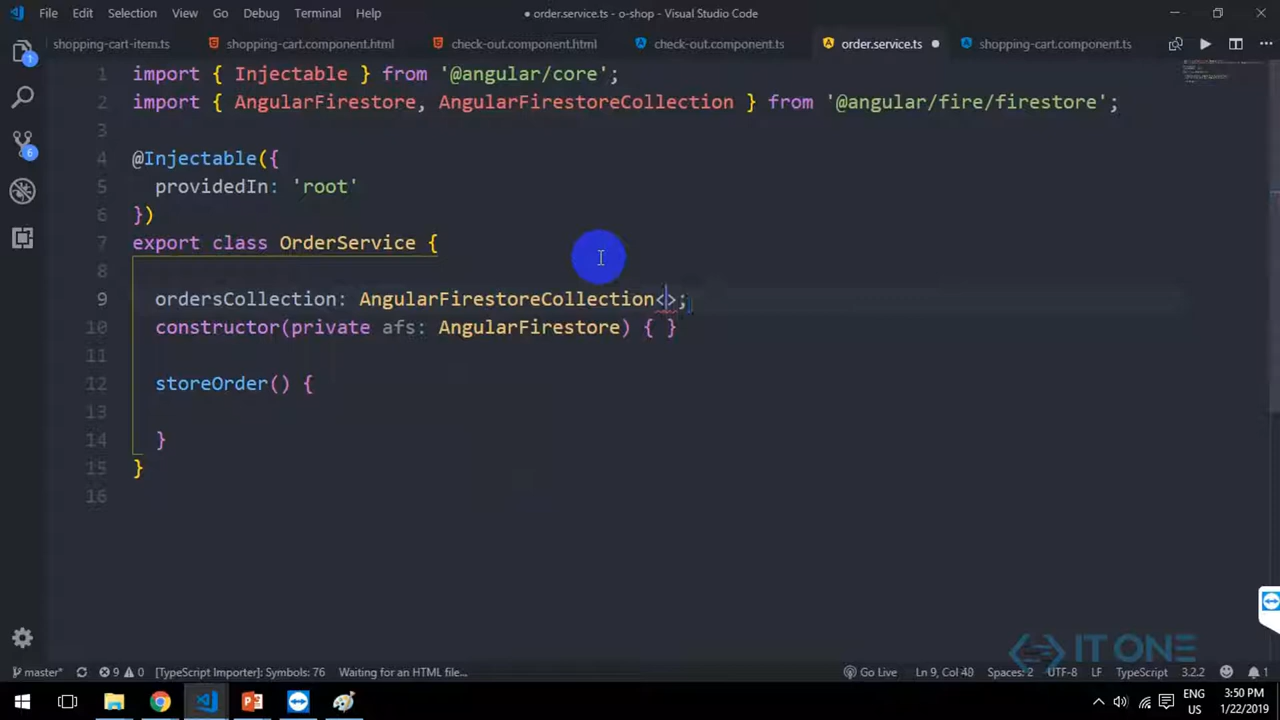 File Edit Selection View Go Debug Terminal Help
● order.service.ts - o-shop - Visual Studio Code
shopping-cart-item.ts shopping-cart.component.html check-out.component.html check-out.component.ts order.service.ts ● shopping-cart.component.ts
1 import { Injectable } from '@angular/core';
2 import { AngularFirestore, AngularFirestoreCollection } from '@angular/fire/firestore';
3
4 @Injectable({
5 providedIn: 'root'
6 })
7 export class OrderService {
8
9 ordersCollection: AngularFirestoreCollection<>;
10 constructor(private afs: AngularFirestore) { }
11
12 storeOrder() {
13
14 }
15 }
16
1
6
IT ONE
master* 9 0 [TypeScript Importer]: Symbols: 76 Waiting for an HTML file... Go Live Ln 9, Col 48 Spaces: 2 UTF-8 LF TypeScript 3.2.2 1
ENG 3:50 PM
US 1/22/2019